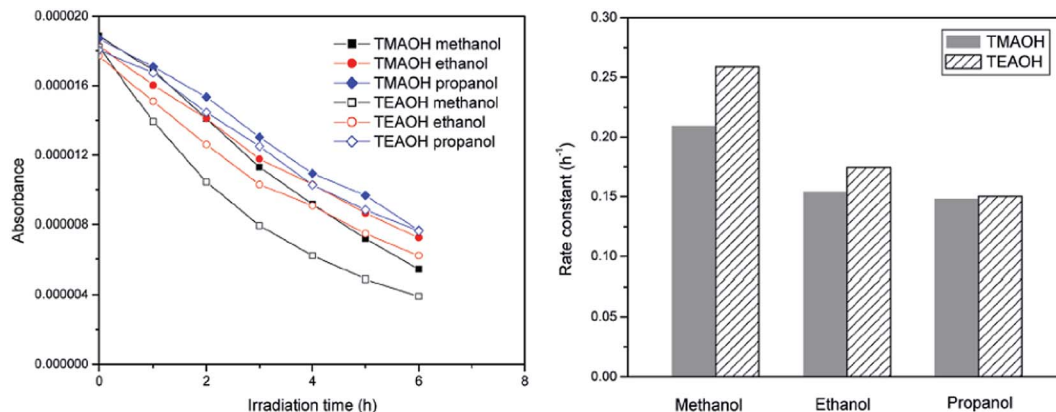 0.000020
0.000016
0.000012
0.000008
0.000004
0.000000
Absorbance
0
2
4
6
8
Irradiation time (h)
TMAOH methanol
TMAOH ethanol
TMAOH propanol
TEAOH methanol
TEAOH ethanol
TEAOH propanol
0.30
0.25
0.20
0.15
0.10
0.05
0.00
Rate constant (h⁻¹)
TMAOH
TEAOH
Methanol
Ethanol
Propanol